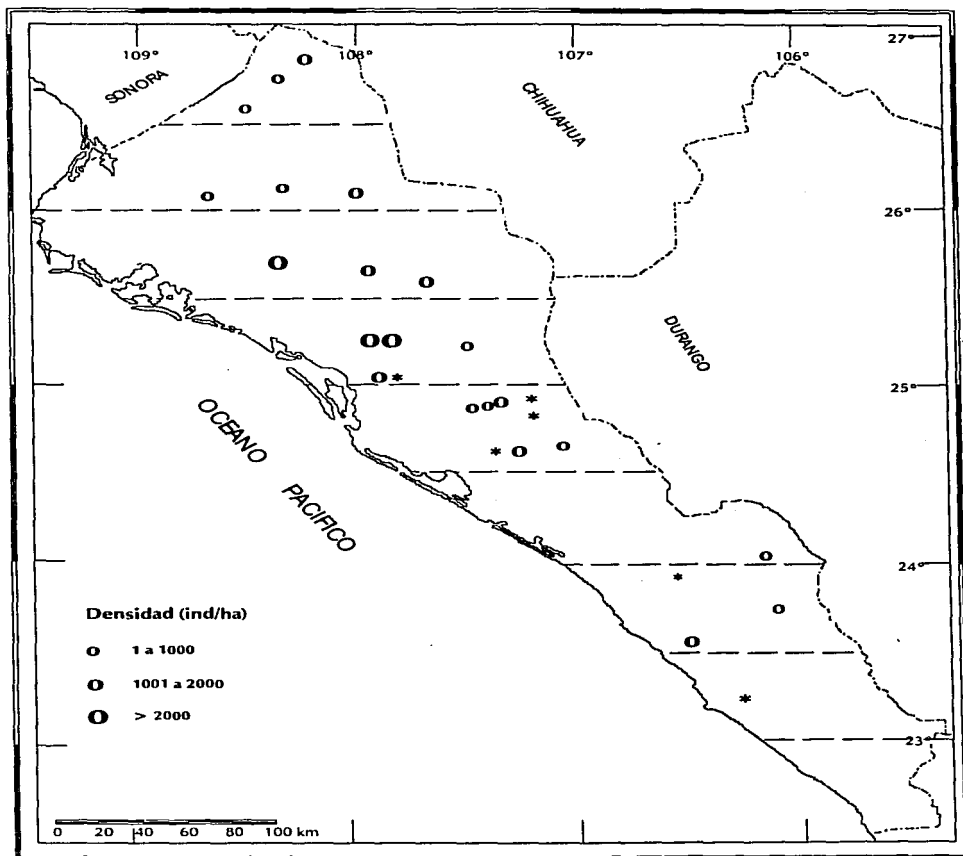 109°
108°
107°
106°
27°
SONORA
CHIHUAHUA
26°
DURANGO
25°
OCEANO
PACIFICO
24°
Densidad (ind/ha)
1 a 1000
1001 a 2000
> 2000
23°
0 20 40 60 80 100 km